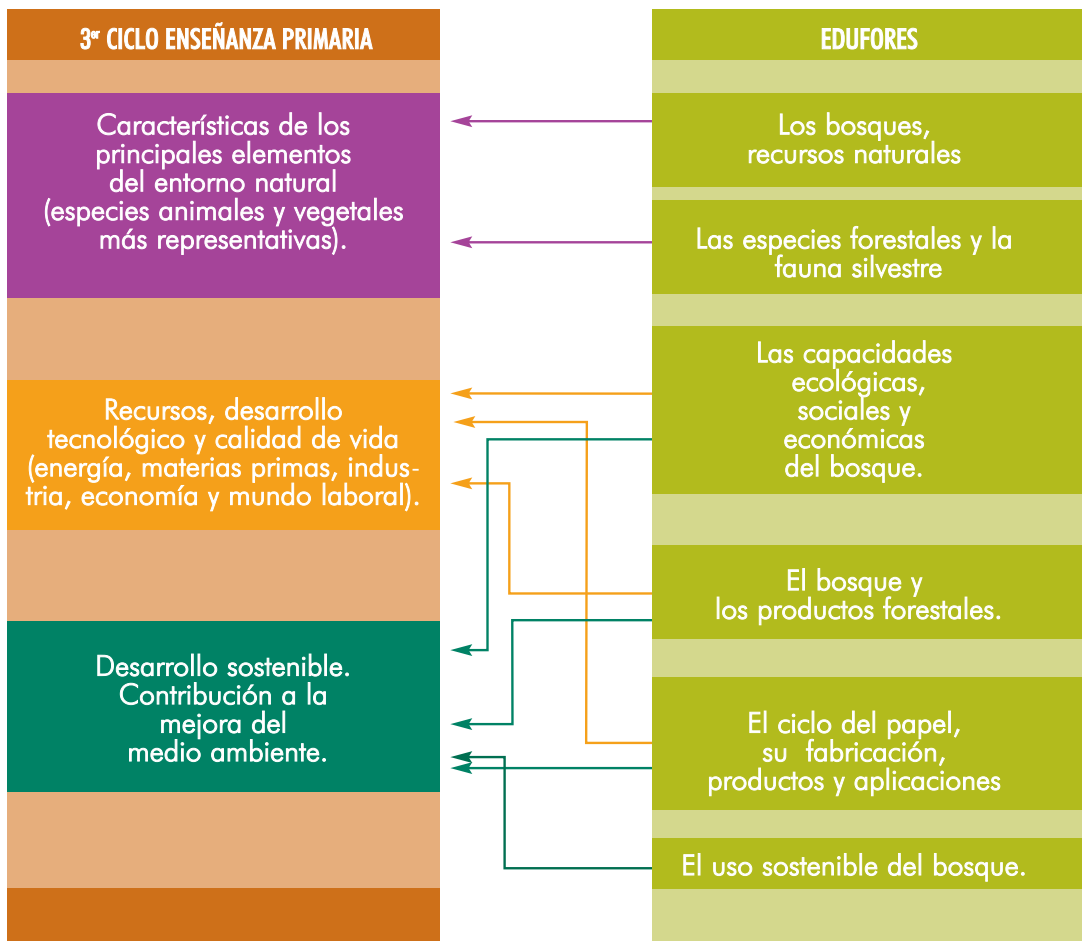 3er CICLO ENSEÑANZA PRIMARIA
Características de los
principales elementos
del entorno natural
(especies animales y vegetales
más representativas).
Recursos, desarrollo
tecnológico y calidad de vida
(energía, materias primas, indus-
tria, economía y mundo laboral).
Desarrollo sostenible.
Contribución a la
mejora del
medio ambiente.
EDUFORES
Los bosques,
recursos naturales
Las especies forestales y la
fauna silvestre
Las capacidades
ecológicas,
sociales y
económicas
del bosque.
El bosque y
los productos forestales.
El ciclo del papel,
su fabricación,
productos y aplicaciones
El uso sostenible del bosque.